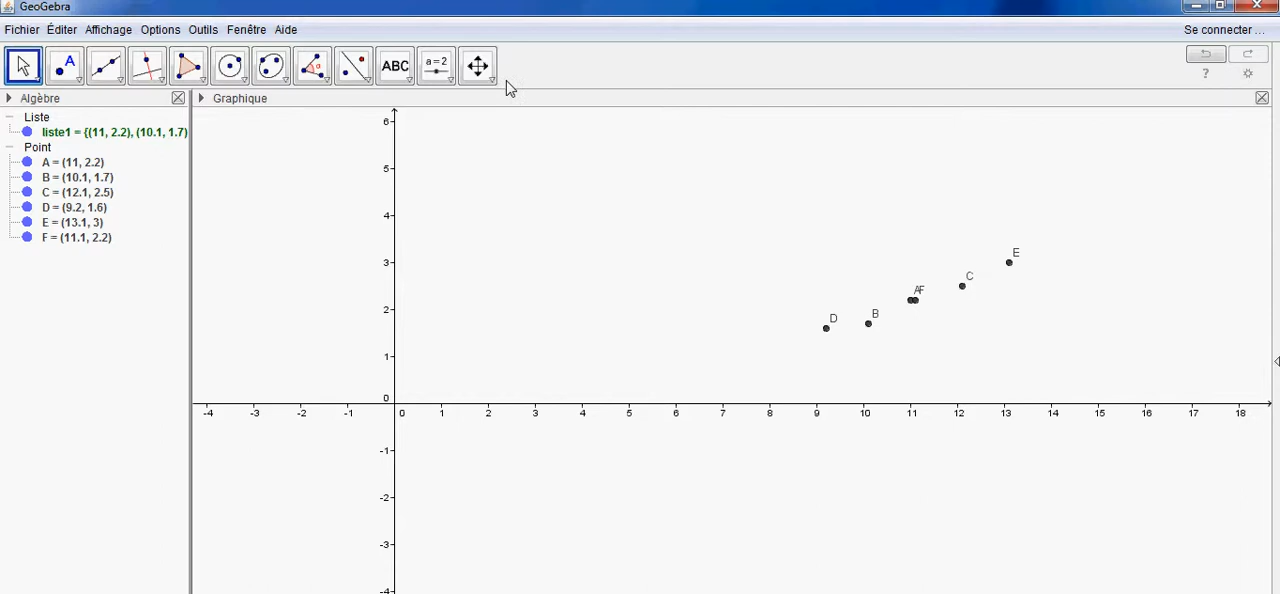 GeoGebra
Fichier Éditer Affichage Options Outils Fenêtre Aide Se connecter ...
A ABC a=2
α
?
Algèbre
Graphique
Liste
liste1 = {(11, 2.2), (10.1, 1.7)
Point
A = (11, 2.2)
B = (10.1, 1.7)
C = (12.1, 2.5)
D = (9.2, 1.6)
E = (13.1, 3)
F = (11.1, 2.2)
6
5
4
3
2
1
0
E
C
AF
B
D
-4 -3 -2 -1 0 1 2 3 4 5 6 7 8 9 10 11 12 13 14 15 16 17 18
-1
-2
-3
-4